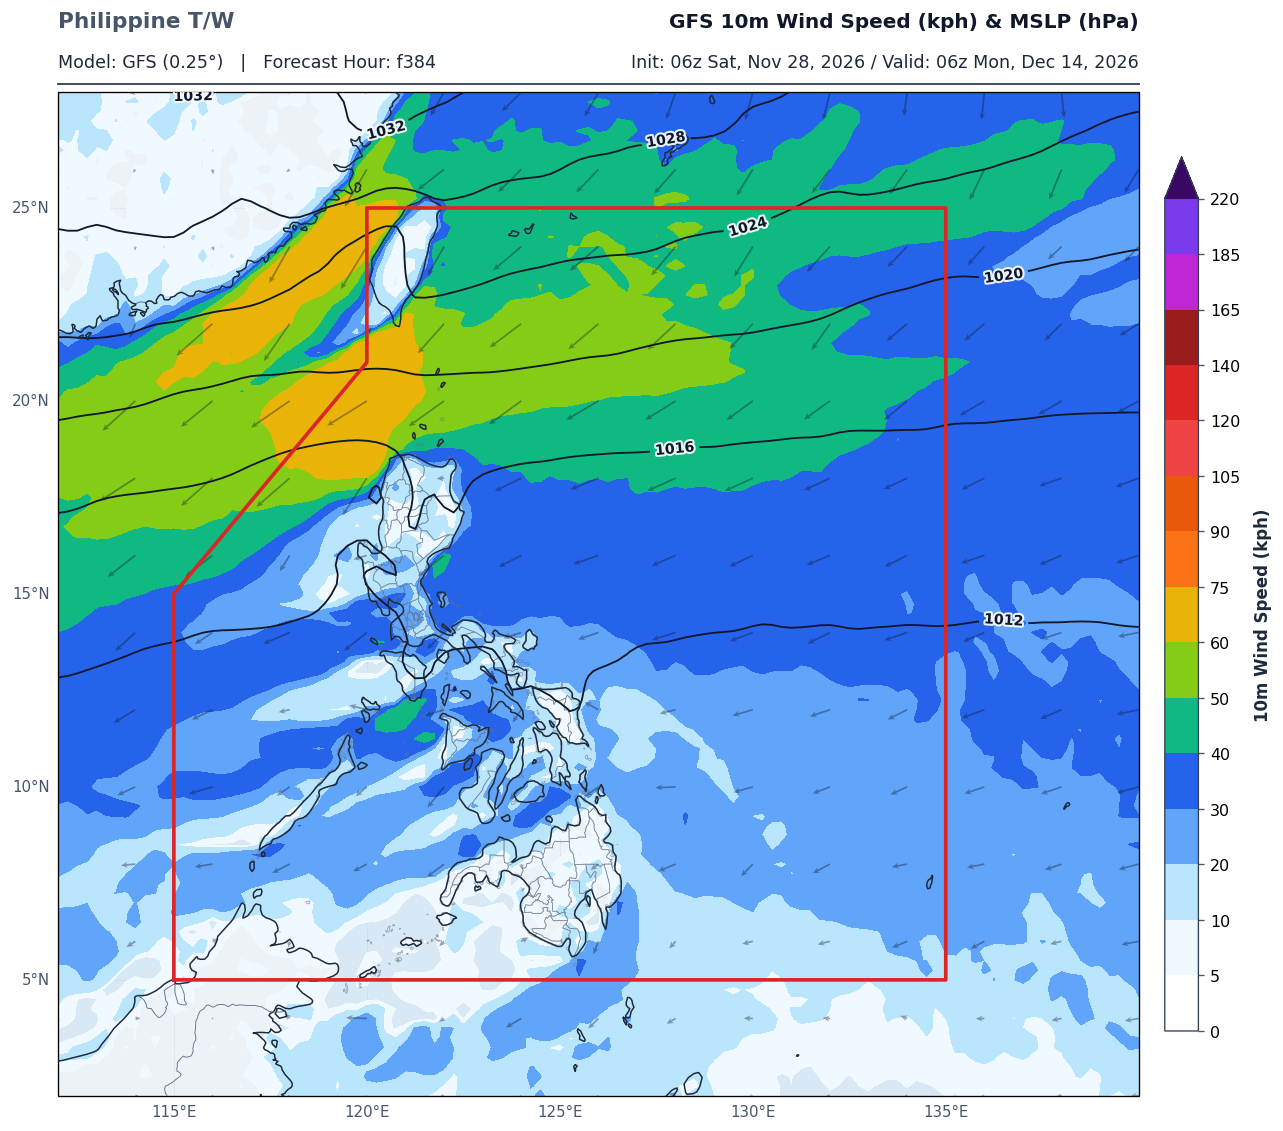 Philippine T/W
GFS 10m Wind Speed (kph) & MSLP (hPa)
Model: GFS (0.25°) | Forecast Hour: f384
Init: 06z Sat, Nov 28, 2026 / Valid: 06z Mon, Dec 14, 2026
1032
1032
1028
1024
1020
1016
1012
25°N
20°N
15°N
10°N
5°N
115°E
120°E
125°E
130°E
135°E
220
185
165
140
120
105
90
75
60
50
40
30
20
10
5
0
10m Wind Speed (kph)